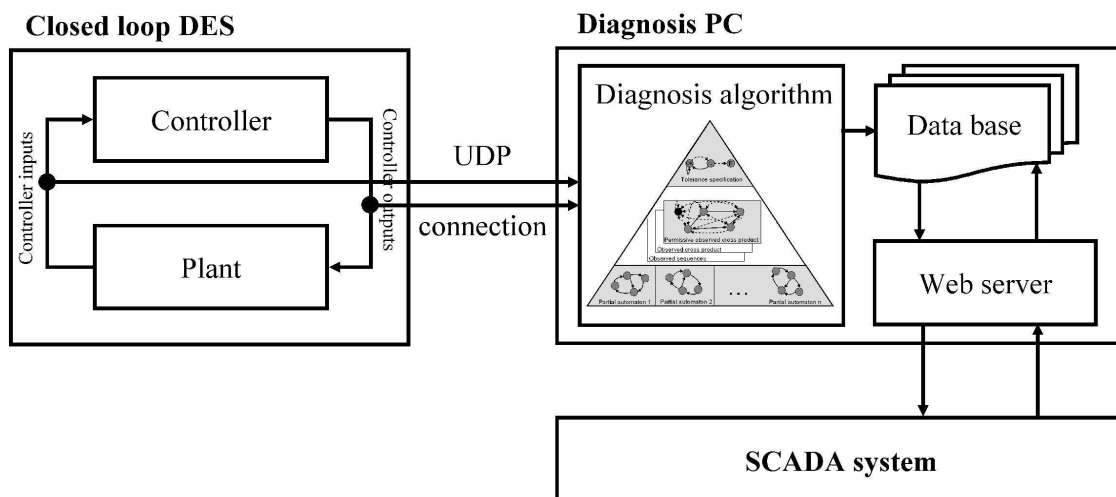 Closed loop DES
Controller
Plant
Controller inputs
Controller outputs
UDP
connection
Diagnosis PC
Diagnosis algorithm
Tolerance specification
Permissive observed cross product
Observed cross product
Observed sequences
Partial automaton 1
Partial automaton 2
...
Partial automaton n
Data base
Web server
SCADA system